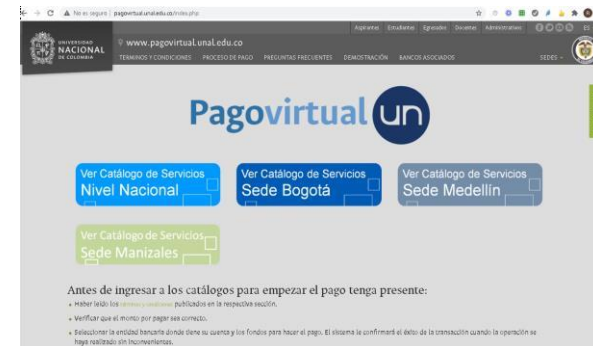 No es seguro | pagovirtual.unal.edu.co/index.php
Aspirantes Estudiantes Egresados Docentes Administrativos ES
UNIVERSIDAD
NACIONAL
DE COLOMBIA
www.pagovirtual.unal.edu.co
TERMINOS Y CONDICIONES PROCESO DE PAGO PREGUNTAS FRECUENTES DEMOSTRACIÓN BANCOS ASOCIADOS SEDES
Pagovirtual un
Ver Catálogo de Servicios
Nivel Nacional
Ver Catálogo de Servicios
Sede Bogotá
Ver Catálogo de Servicios
Sede Medellín
Ver Catálogo de Servicios
Sede Manizales
Antes de ingresar a los catálogos para empezar el pago tenga presente:
Haber leído los términos y condiciones publicados en la respectiva sección.
Verificar que el monto por pagar sea correcto.
Seleccionar la entidad bancaria donde tiene su cuenta y los fondos para hacer el pago. El sistema le confirmará el éxito de la transacción cuando la operación se
haya realizado sin inconvenientes.